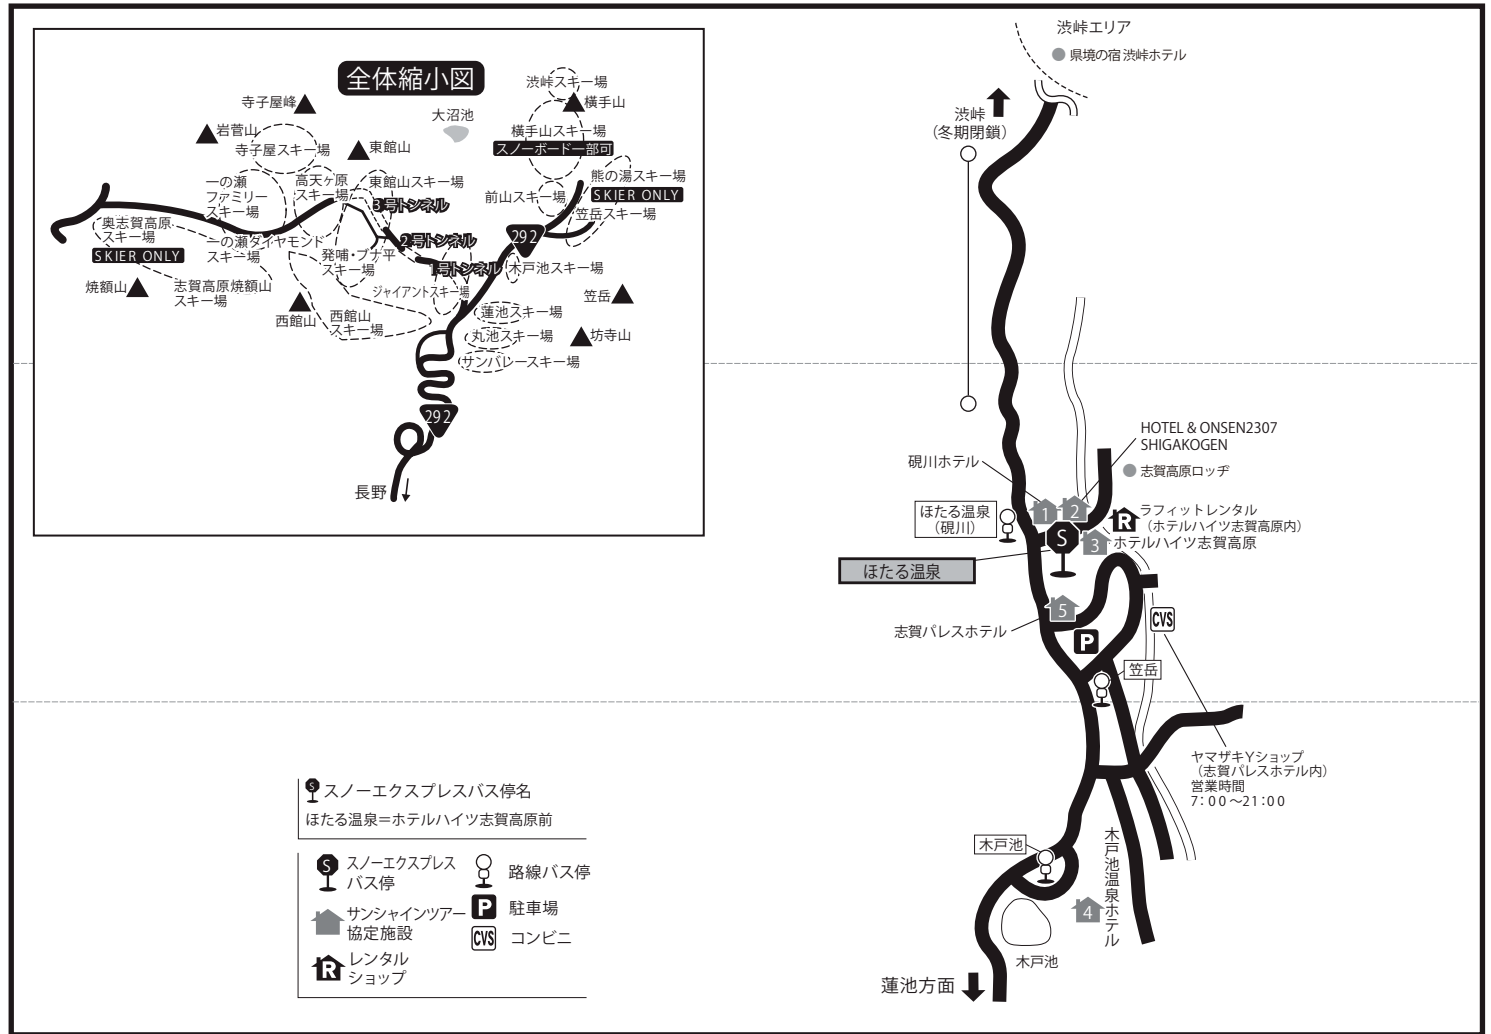 全体縮小図
渋峠スキー場
寺子屋峰
横手山
大沼池
岩菅山
横手山スキー場
寺子屋スキー場
東館山
スノーボード一部可
熊の湯スキー場
SKIER ONLY
一の瀬
ファミリー
スキー場
高天ヶ原
スキー場
東館山スキー場
前山スキー場
3号トンネル
笠岳スキー場
奥志賀高原
スキー場
SKIER ONLY
2号トンネル
292
一の瀬ダイヤモンド
スキー場
発哺・ブナ平
スキー場
1号トンネル
木戸池スキー場
焼額山
志賀高原焼額山
スキー場
ジャイアントスキー場
笠岳
西館山
西館山
スキー場
蓮池スキー場
丸池スキー場
坊寺山
サンバレースキー場
292
長野
渋峠エリア
県境の宿 渋峠ホテル
渋峠
(冬期閉鎖)
HOTEL & ONSEN2307
SHIGAKOGEN
硯川ホテル
志賀高原ロッヂ
1
2
ほたる温泉
(硯川)
R
ラフィットレンタル
(ホテルハイツ志賀高原内)
S
3
ホテルハイツ志賀高原
ほたる温泉
5
CVS
志賀パレスホテル
P
笠岳
ヤマザキYショップ
(志賀パレスホテル内)
営業時間
7:00〜21:00
木戸池
木戸池温泉ホテル
4
木戸池
蓮池方面
S
スノーエクスプレスバス停名
ほたる温泉=ホテルハイツ志賀高原前
S
スノーエクスプレス
バス停
路線バス停
サンシャインツアー
協定施設
P
駐車場
CVS
コンビニ
R
レンタル
ショップ